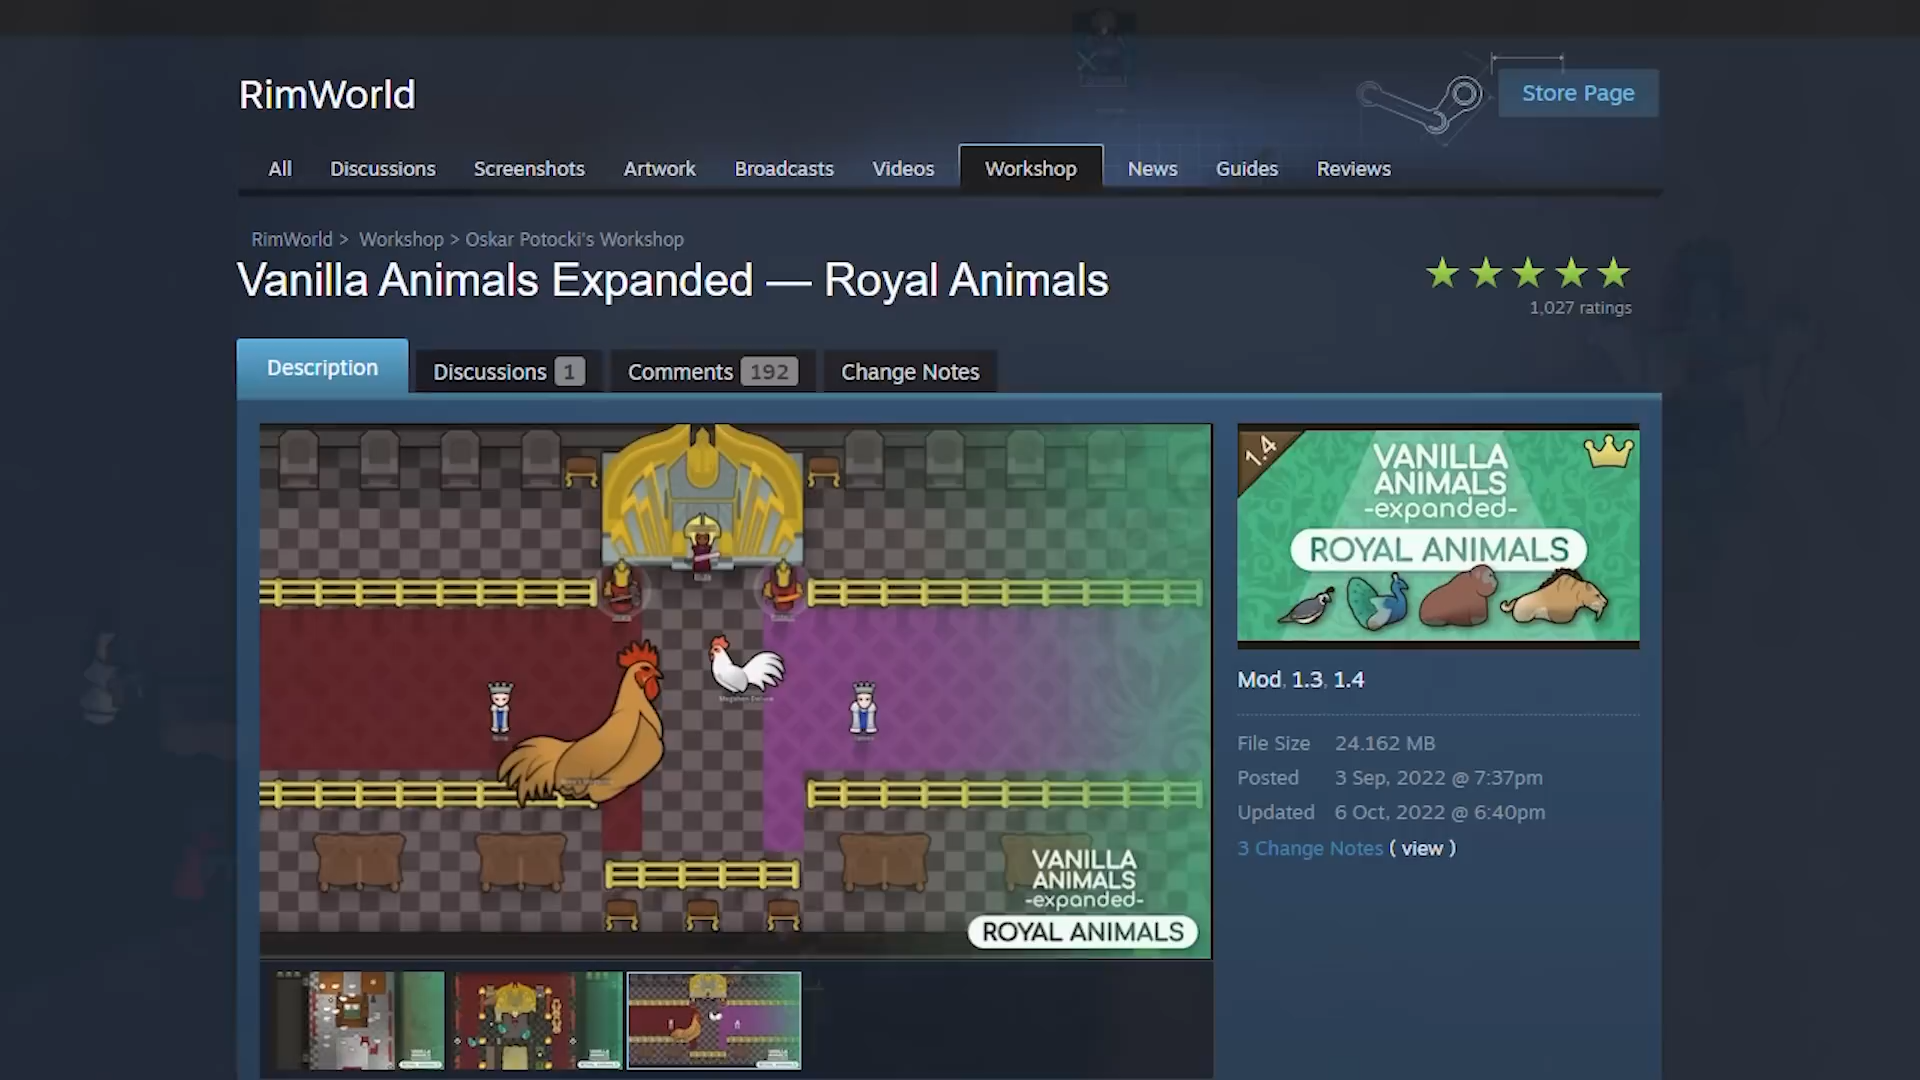 RimWorld
Store Page
All Discussions Screenshots Artwork Broadcasts Videos Workshop News Guides Reviews
RimWorld > Workshop > Oskar Potocki's Workshop
Vanilla Animals Expanded — Royal Animals
1,027 ratings
Description Discussions 1 Comments 192 Change Notes
1.4
VANILLA
ANIMALS
-expanded-
ROYAL ANIMALS
Mod, 1.3, 1.4
File Size 24.162 MB
Posted 3 Sep, 2022 @ 7:37pm
Updated 6 Oct, 2022 @ 6:40pm
3 Change Notes ( view )
VANILLA
ANIMALS
-expanded-
ROYAL ANIMALS